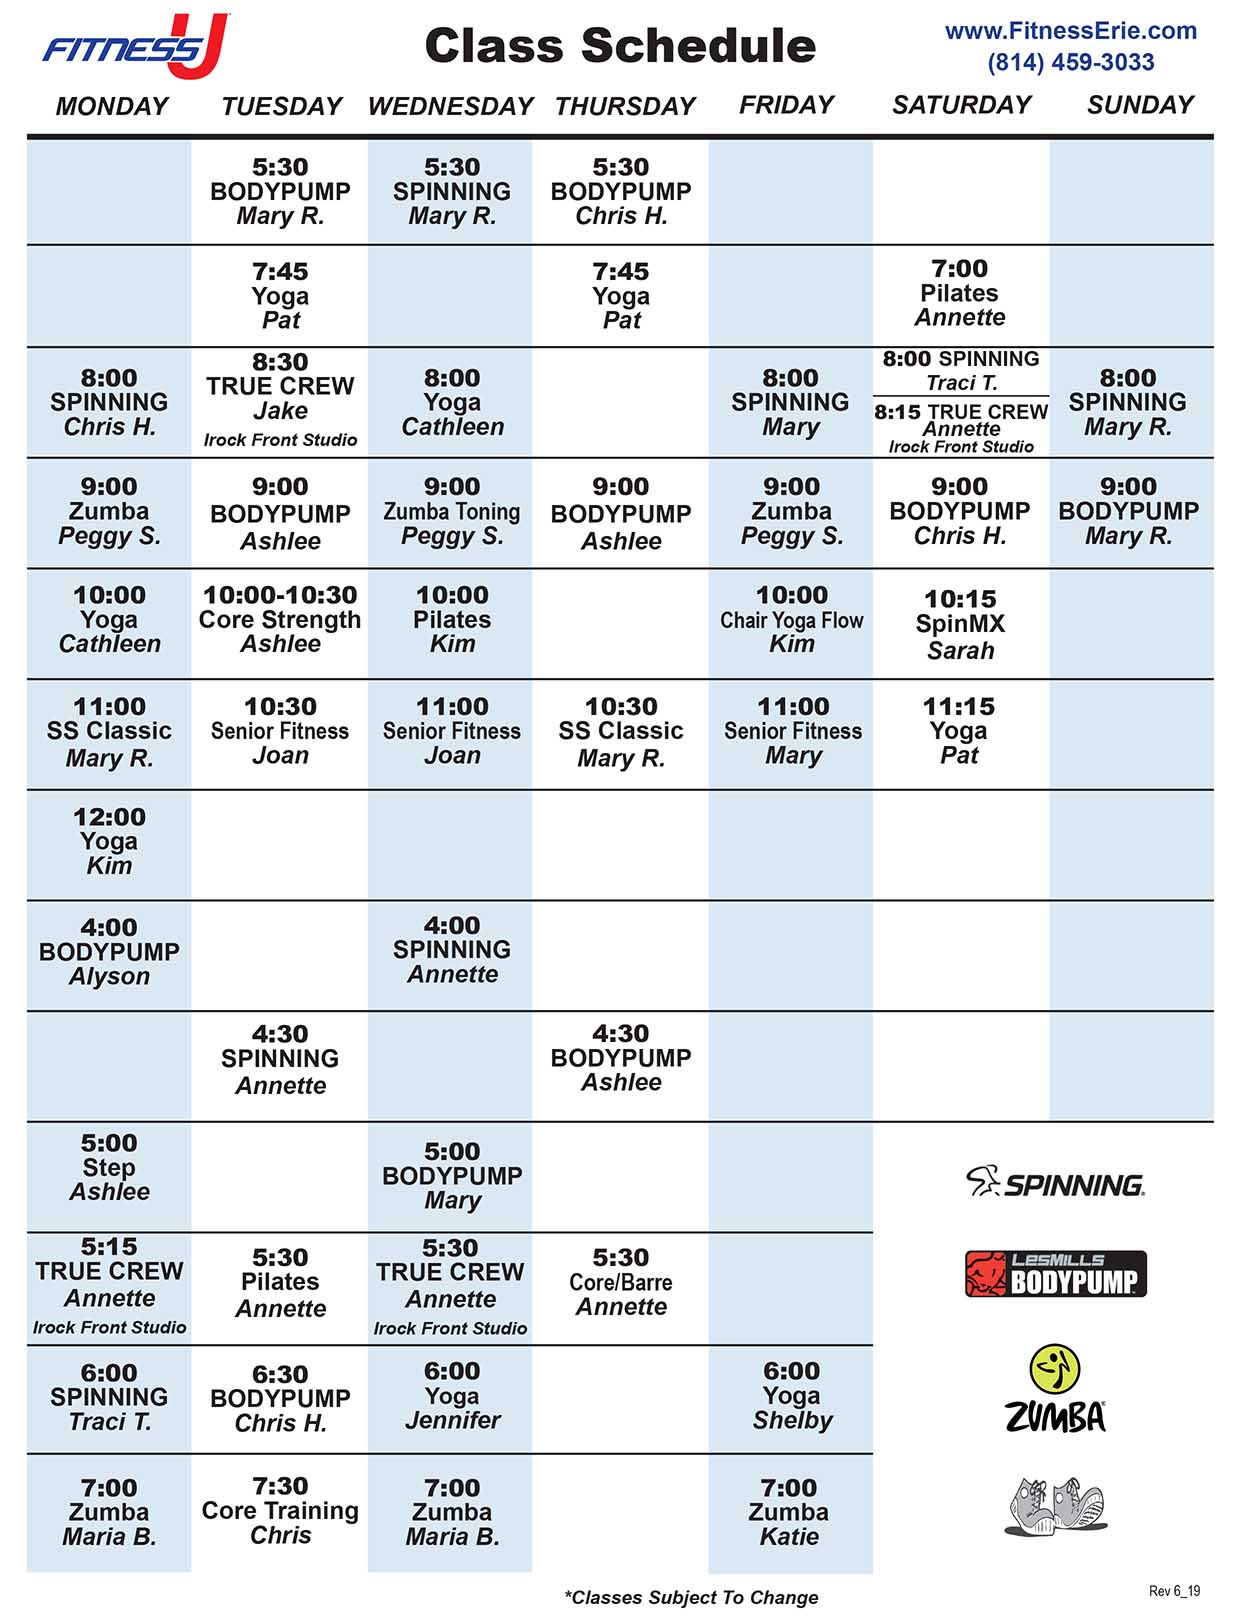 FITNESS U
Class Schedule
www.FitnessErie.com
(814) 459-3033
MONDAY TUESDAY WEDNESDAY THURSDAY FRIDAY SATURDAY SUNDAY
5:30
BODYPUMP
Mary R.
5:30
SPINNING
Mary R.
5:30
BODYPUMP
Chris H.
7:45
Yoga
Pat
7:45
Yoga
Pat
7:00
Pilates
Annette
8:00
SPINNING
Chris H.
8:30
TRUE CREW
Jake
Irock Front Studio
8:00
Yoga
Cathleen
8:00
SPINNING
Mary
8:00 SPINNING
Traci T.
8:15 TRUE CREW
Annette
Irock Front Studio
8:00
SPINNING
Mary R.
9:00
Zumba
Peggy S.
9:00
BODYPUMP
Ashlee
9:00
Zumba Toning
Peggy S.
9:00
BODYPUMP
Ashlee
9:00
Zumba
Peggy S.
9:00
BODYPUMP
Chris H.
9:00
BODYPUMP
Mary R.
10:00
Yoga
Cathleen
10:00-10:30
Core Strength
Ashlee
10:00
Pilates
Kim
10:00
Chair Yoga Flow
Kim
10:15
SpinMX
Sarah
11:00
SS Classic
Mary R.
10:30
Senior Fitness
Joan
11:00
Senior Fitness
Joan
10:30
SS Classic
Mary R.
11:00
Senior Fitness
Mary
11:15
Yoga
Pat
12:00
Yoga
Kim
4:00
BODYPUMP
Alyson
4:00
SPINNING
Annette
4:30
SPINNING
Annette
4:30
BODYPUMP
Ashlee
5:00
Step
Ashlee
5:00
BODYPUMP
Mary
SPINNING®
5:15
TRUE CREW
Annette
Irock Front Studio
5:30
Pilates
Annette
5:30
TRUE CREW
Annette
Irock Front Studio
5:30
Core/Barre
Annette
LESMILLS
BODYPUMP
6:00
SPINNING
Traci T.
6:30
BODYPUMP
Chris H.
6:00
Yoga
Jennifer
6:00
Yoga
Shelby
ZUMBA
7:00
Zumba
Maria B.
7:30
Core Training
Chris
7:00
Zumba
Maria B.
7:00
Zumba
Katie
*Classes Subject To Change
Rev 6_19